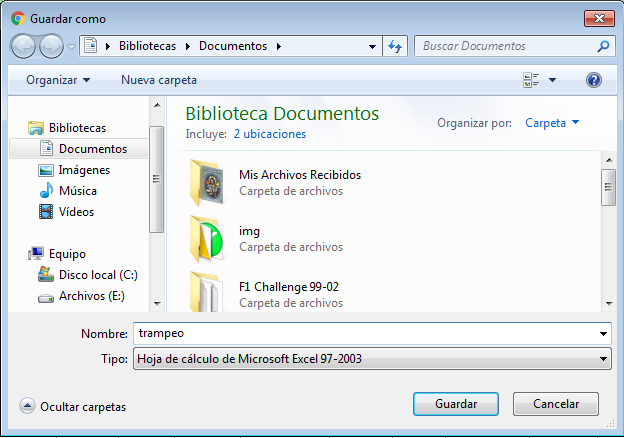 Guardar como
Bibliotecas Documentos Buscar Documentos
Organizar Nueva carpeta
Biblioteca Documentos
Incluye: 2 ubicaciones
Organizar por: Carpeta
Bibliotecas
Documentos
Imágenes
Música
Vídeos
Equipo
Disco local (C:)
Archivos (E:)
Mis Archivos Recibidos
Carpeta de archivos
img
Carpeta de archivos
F1 Challenge 99-02
Carpeta de archivos
Nombre: trampeo
Tipo: Hoja de cálculo de Microsoft Excel 97-2003
Ocultar carpetas Guardar Cancelar